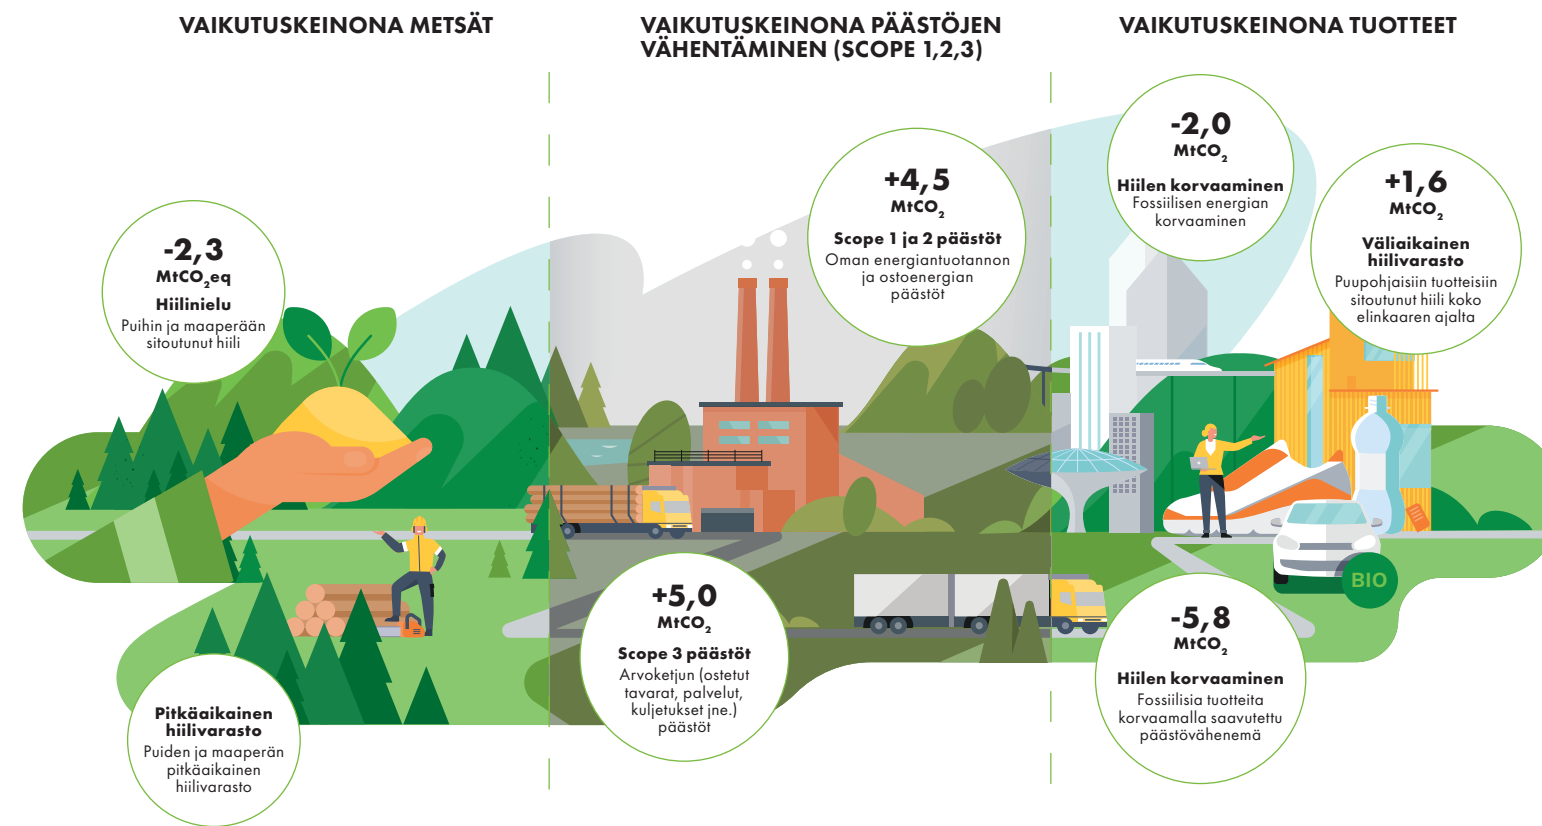 VAIKUTUSKEINONA METSÄT
-2,3
MtCO₂eq
Hiilinielu
Puihin ja maaperään
sitoutunut hiili
Pitkäaikainen
hiilivarasto
Puiden ja maaperän
pitkäaikainen
hiilivarasto
VAIKUTUSKEINONA PÄÄSTÖJEN
VÄHENTÄMINEN (SCOPE 1,2,3)
+4,5
MtCO₂
Scope 1 ja 2 päästöt
Oman energiantuotannon
ja ostoenergian
päästöt
+5,0
MtCO₂
Scope 3 päästöt
Arvoketjun (ostetut
tavarat, palvelut,
kuljetukset jne.)
päästöt
VAIKUTUSKEINONA TUOTTEET
-2,0
MtCO₂
Hiilen korvaaminen
Fossiilisen energian
korvaaminen
+1,6
MtCO₂
Väliaikainen
hiilivarasto
Puupohjaisiin tuotteisiin
sitoutunut hiili koko
elinkaaren ajalta
BIO
-5,8
MtCO₂
Hiilen korvaaminen
Fossiilisia tuotteita
korvaamalla saavutettu
päästövähenemä